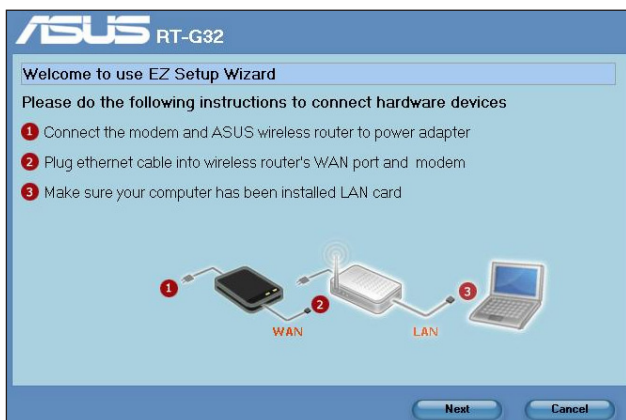 ASUS RT-G32
Welcome to use EZ Setup Wizard
Please do the following instructions to connect hardware devices
1 Connect the modem and ASUS wireless router to power adapter
2 Plug ethernet cable into wireless router's WAN port and modem
3 Make sure your computer has been installed LAN card
1
2
3
WAN
LAN
Next
Cancel